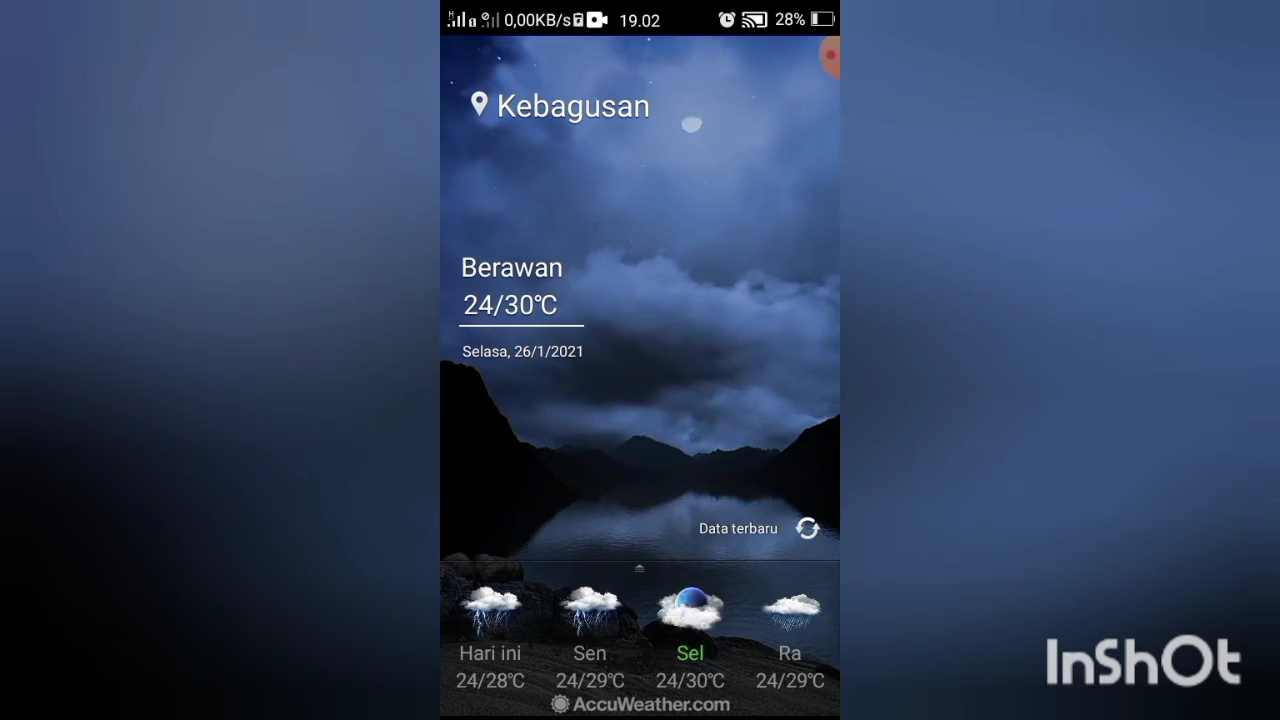 H 0,00KB/s 19.02 28%
Kebagusan
Berawan
24/30℃
Selasa, 26/1/2021
Data terbaru
Hari ini Sen Sel Ra
24/28℃ 24/29℃ 24/30℃ 24/29℃
AccuWeather.com
InShOt